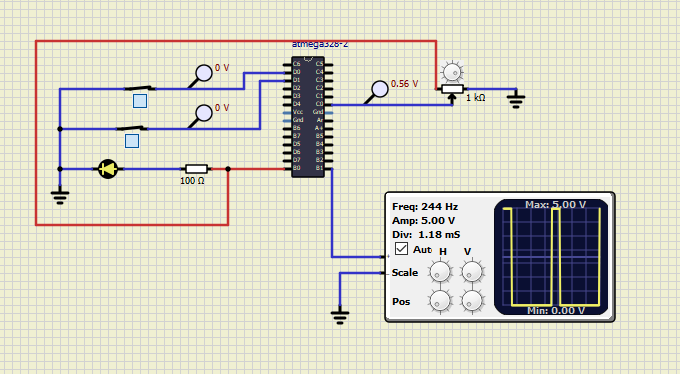 atmega328-2
0 V
0.56 V
0 V
1 kΩ
100 Ω
C6 C5
D0 C4
D1 C3
D2 C2
D3 C1
D4 C0
Vcc Gnd
Gnd Ar
B6 A+
B7 B5
D5 B4
D6 B3
D7 B2
B0 B1
Freq: 244 Hz
Amp: 5.00 V
Div: 1.18 mS
Aut H V
Scale
Pos
Max: 5.00 V
Min: 0.00 V